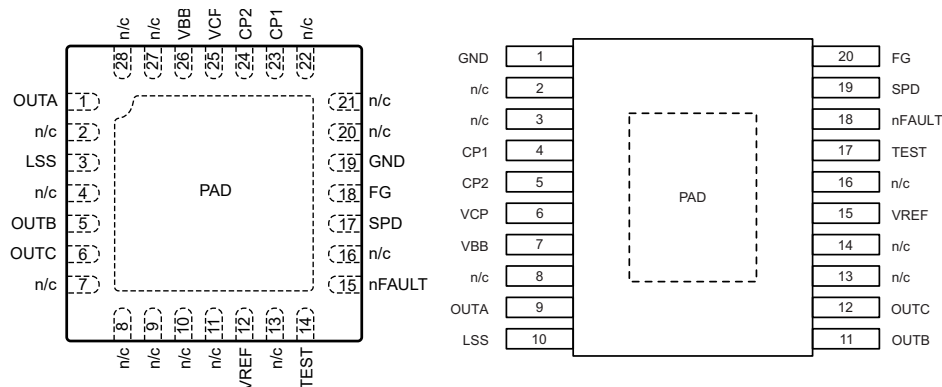 n/c
n/c
VBB
VCF
CP2
CP1
n/c
28
27
26
25
24
23
22
OUTA 1
n/c 2
LSS 3
n/c 4
OUTB 5
OUTC 6
n/c 7
PAD
21 n/c
20 n/c
19 GND
18 FG
17 SPD
16 n/c
15 nFAULT
8
9
10
11
12
13
14
n/c
n/c
n/c
n/c
VREF
n/c
TEST
GND 1
n/c 2
n/c 3
CP1 4
CP2 5
VCP 6
VBB 7
n/c 8
OUTA 9
LSS 10
PAD
20 FG
19 SPD
18 nFAULT
17 TEST
16 n/c
15 VREF
14 n/c
13 n/c
12 OUTC
11 OUTB